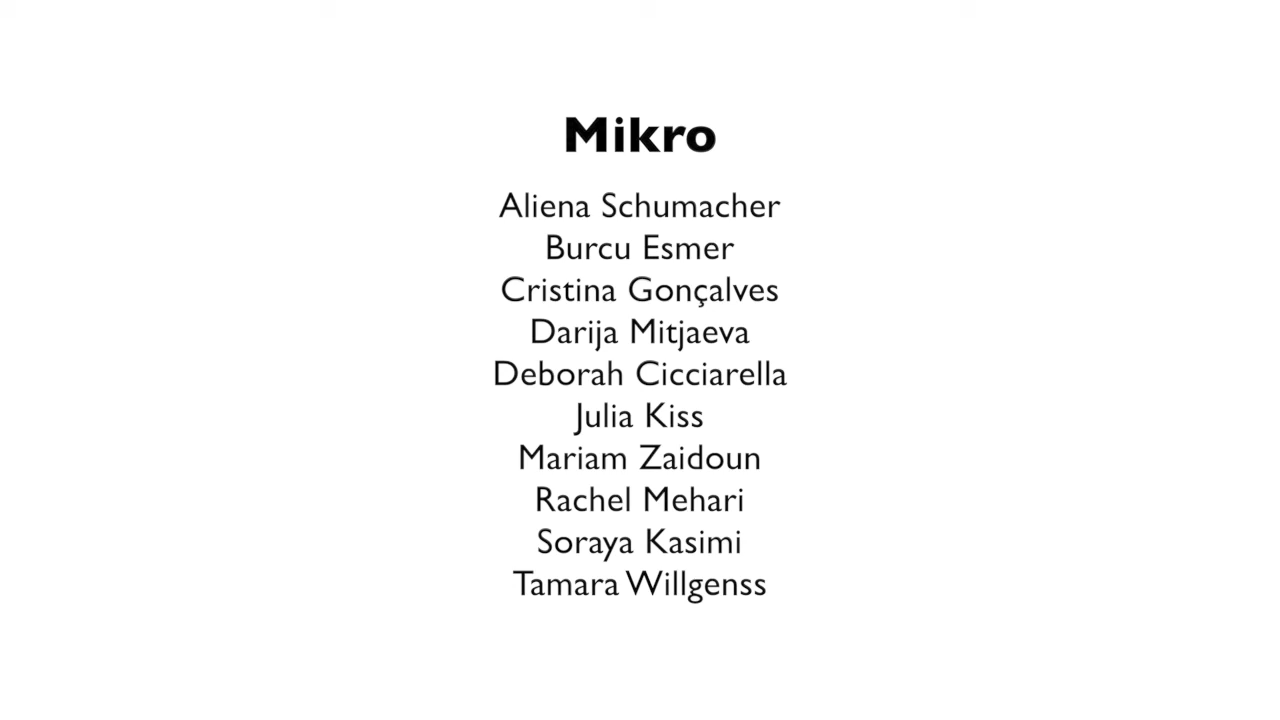 Mikro
Aliena Schumacher
Burcu Esmer
Cristina Gonçalves
Darija Mitjaeva
Deborah Cicciarella
Julia Kiss
Mariam Zaidoun
Rachel Mehari
Soraya Kasimi
Tamara Willgenss